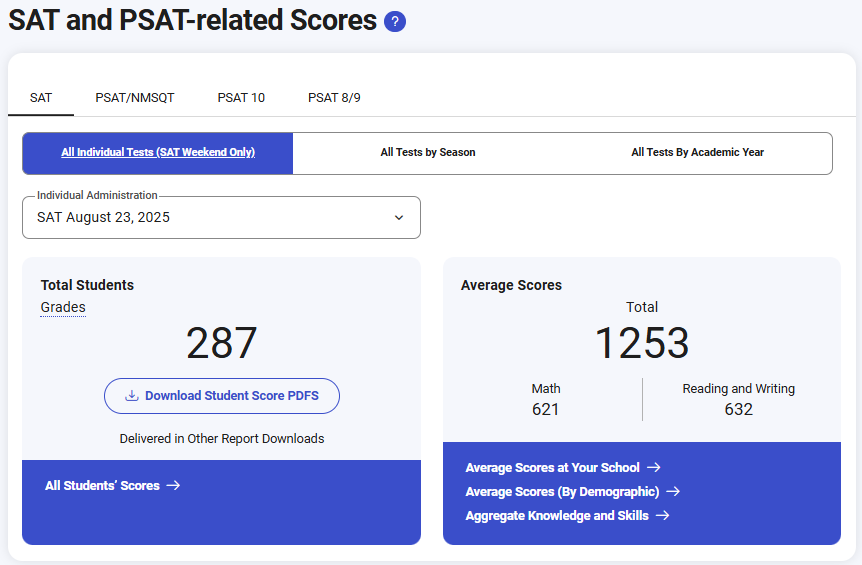 SAT and PSAT-related Scores ?
SAT PSAT/NMSQT PSAT 10 PSAT 8/9
All Individual Tests (SAT Weekend Only) All Tests by Season All Tests By Academic Year
Individual Administration
SAT August 23, 2025
Total Students
Grades
287
Download Student Score PDFS
Delivered in Other Report Downloads
All Students’ Scores →
Average Scores
Total
1253
Math
621
Reading and Writing
632
Average Scores at Your School →
Average Scores (By Demographic) →
Aggregate Knowledge and Skills →